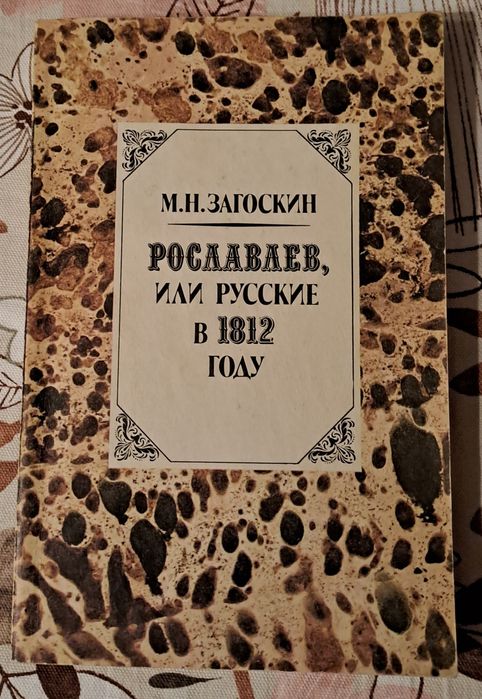 М.Н.ЗАГОСКИН
РОСЛАВЛЕВ,
ИЛИ РУССКИЕ
В 1812
ГОДУ